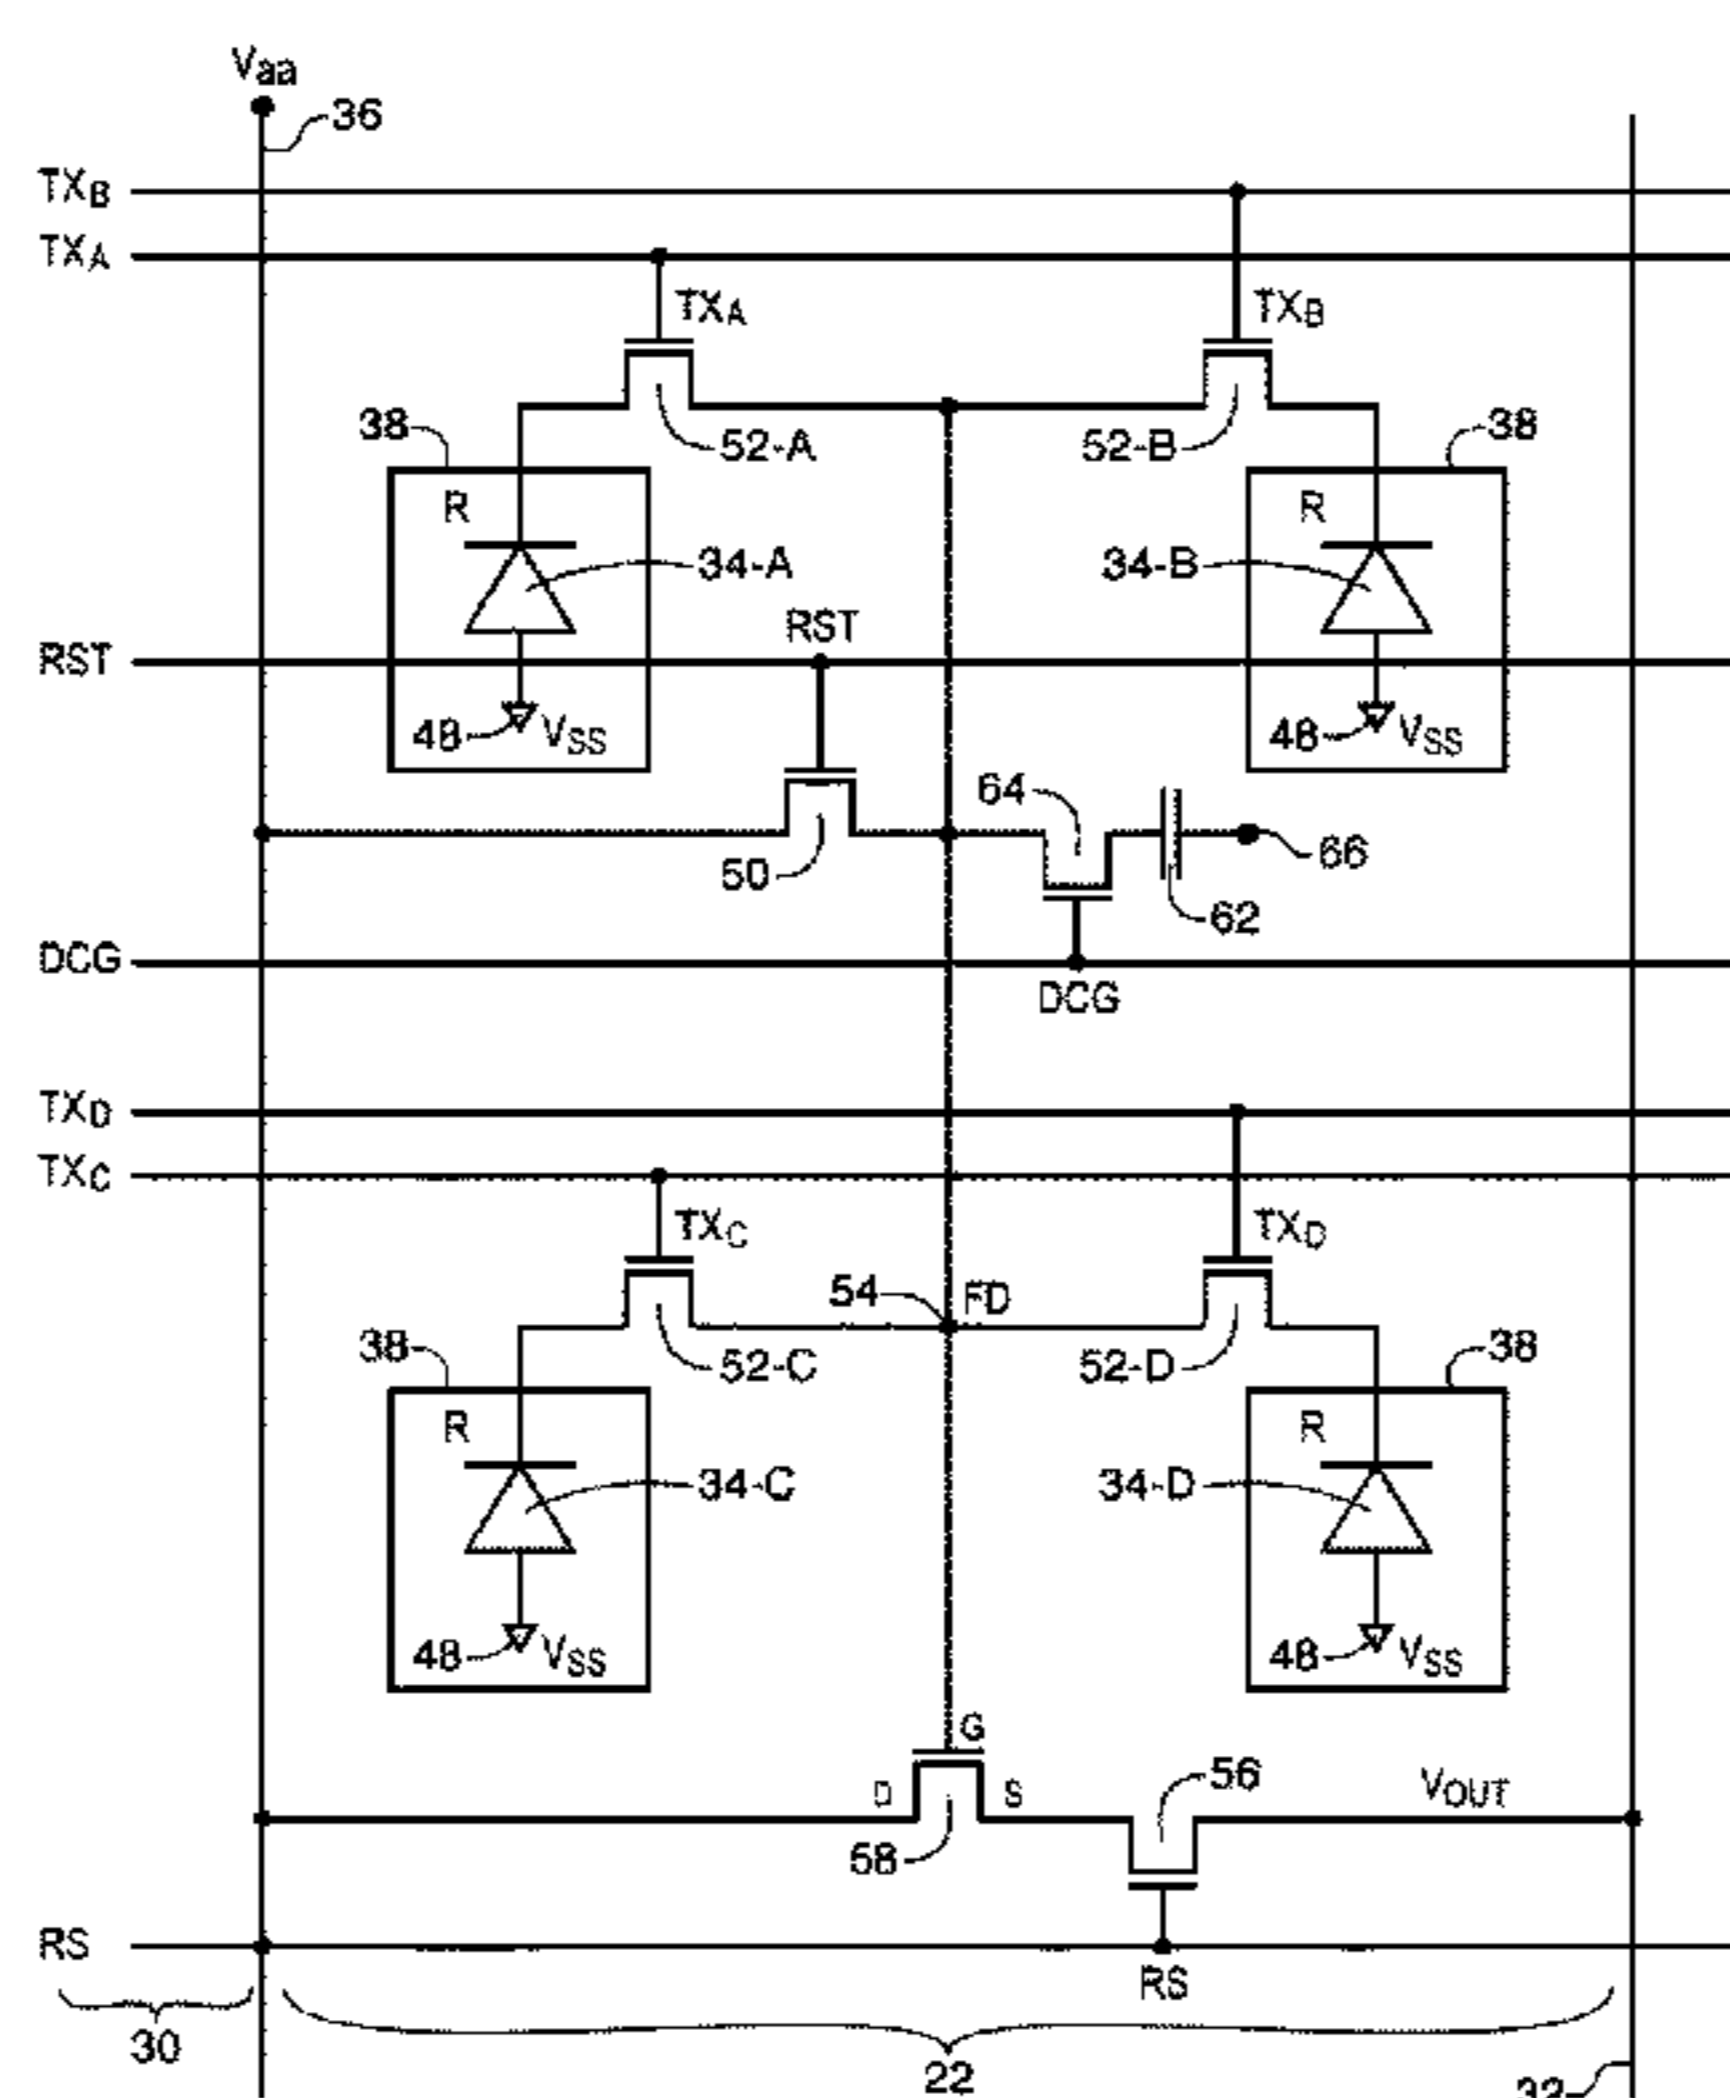 Vaa
36
TXB
TXA
TXA
TXB
52-A
52-B
38
38
R
R
34-A
34-B
RST
RST
48
VSS
48
VSS
64
50
66
62
DCG
DCG
TXD
TXC
TXC
TXD
54
FD
38
52-C
52-D
38
R
R
34-C
34-D
48
VSS
48
VSS
G
D
S
56
VOUT
58
RS
RS
30
22